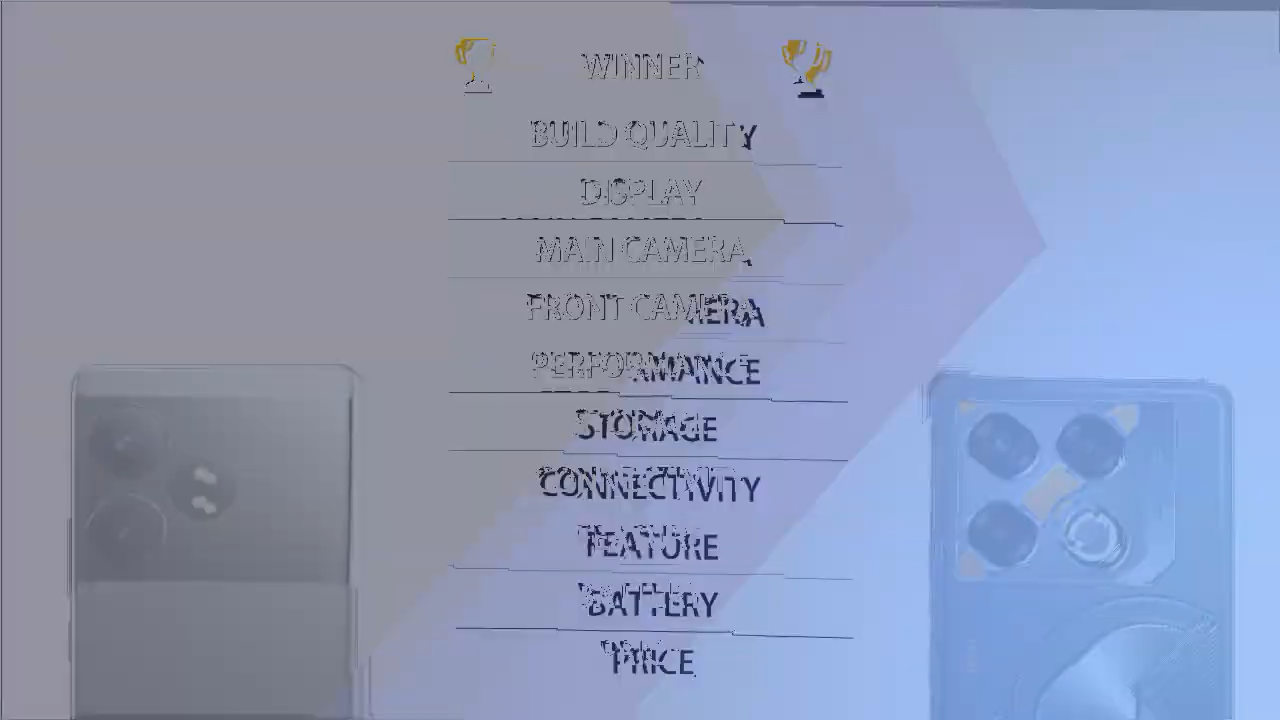 WINNER
BUILD QUALITY
DISPLAY
MAIN CAMERA
FRONT CAMERA
PERFORMANCE
STORAGE
CONNECTIVITY
FEATURE
BATTERY
PRICE